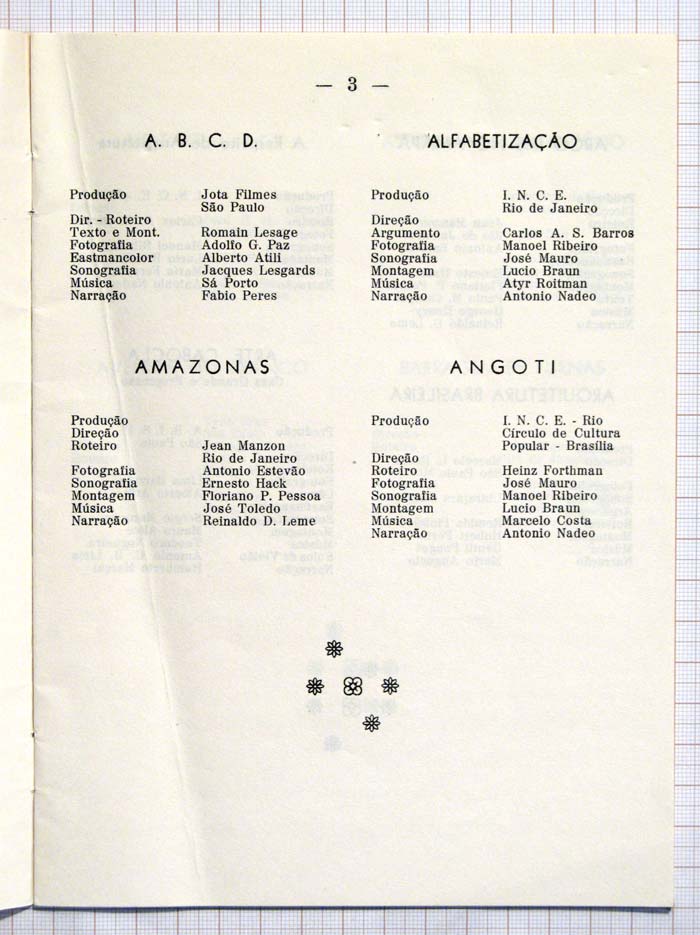 — 3 —
A. B. C. D.
Produção Jota Filmes
São Paulo
Dir. - Roteiro
Texto e Mont. Romain Lesage
Fotografia Adolfo G. Paz
Eastmancolor Alberto Atili
Sonografia Jacques Lesgards
Música Sá Porto
Narração Fabio Peres
ALFABETIZAÇÃO
Produção I. N. C. E.
Rio de Janeiro
Direção
Argumento Carlos A. S. Barros
Fotografia Manoel Ribeiro
Sonografia José Mauro
Montagem Lucio Braun
Música Atyr Roitman
Narração Antonio Nadeo
AMAZONAS
Produção
Direção
Roteiro Jean Manzon
Rio de Janeiro
Fotografia Antonio Estevão
Sonografia Ernesto Hack
Montagem Floriano P. Pessoa
Música José Toledo
Narração Reinaldo D. Leme
ANGOTI
Produção I. N. C. E. - Rio
Círculo de Cultura
Popular - Brasília
Direção
Roteiro Heinz Forthman
Fotografia José Mauro
Sonografia Manoel Ribeiro
Montagem Lucio Braun
Música Marcelo Costa
Narração Antonio Nadeo